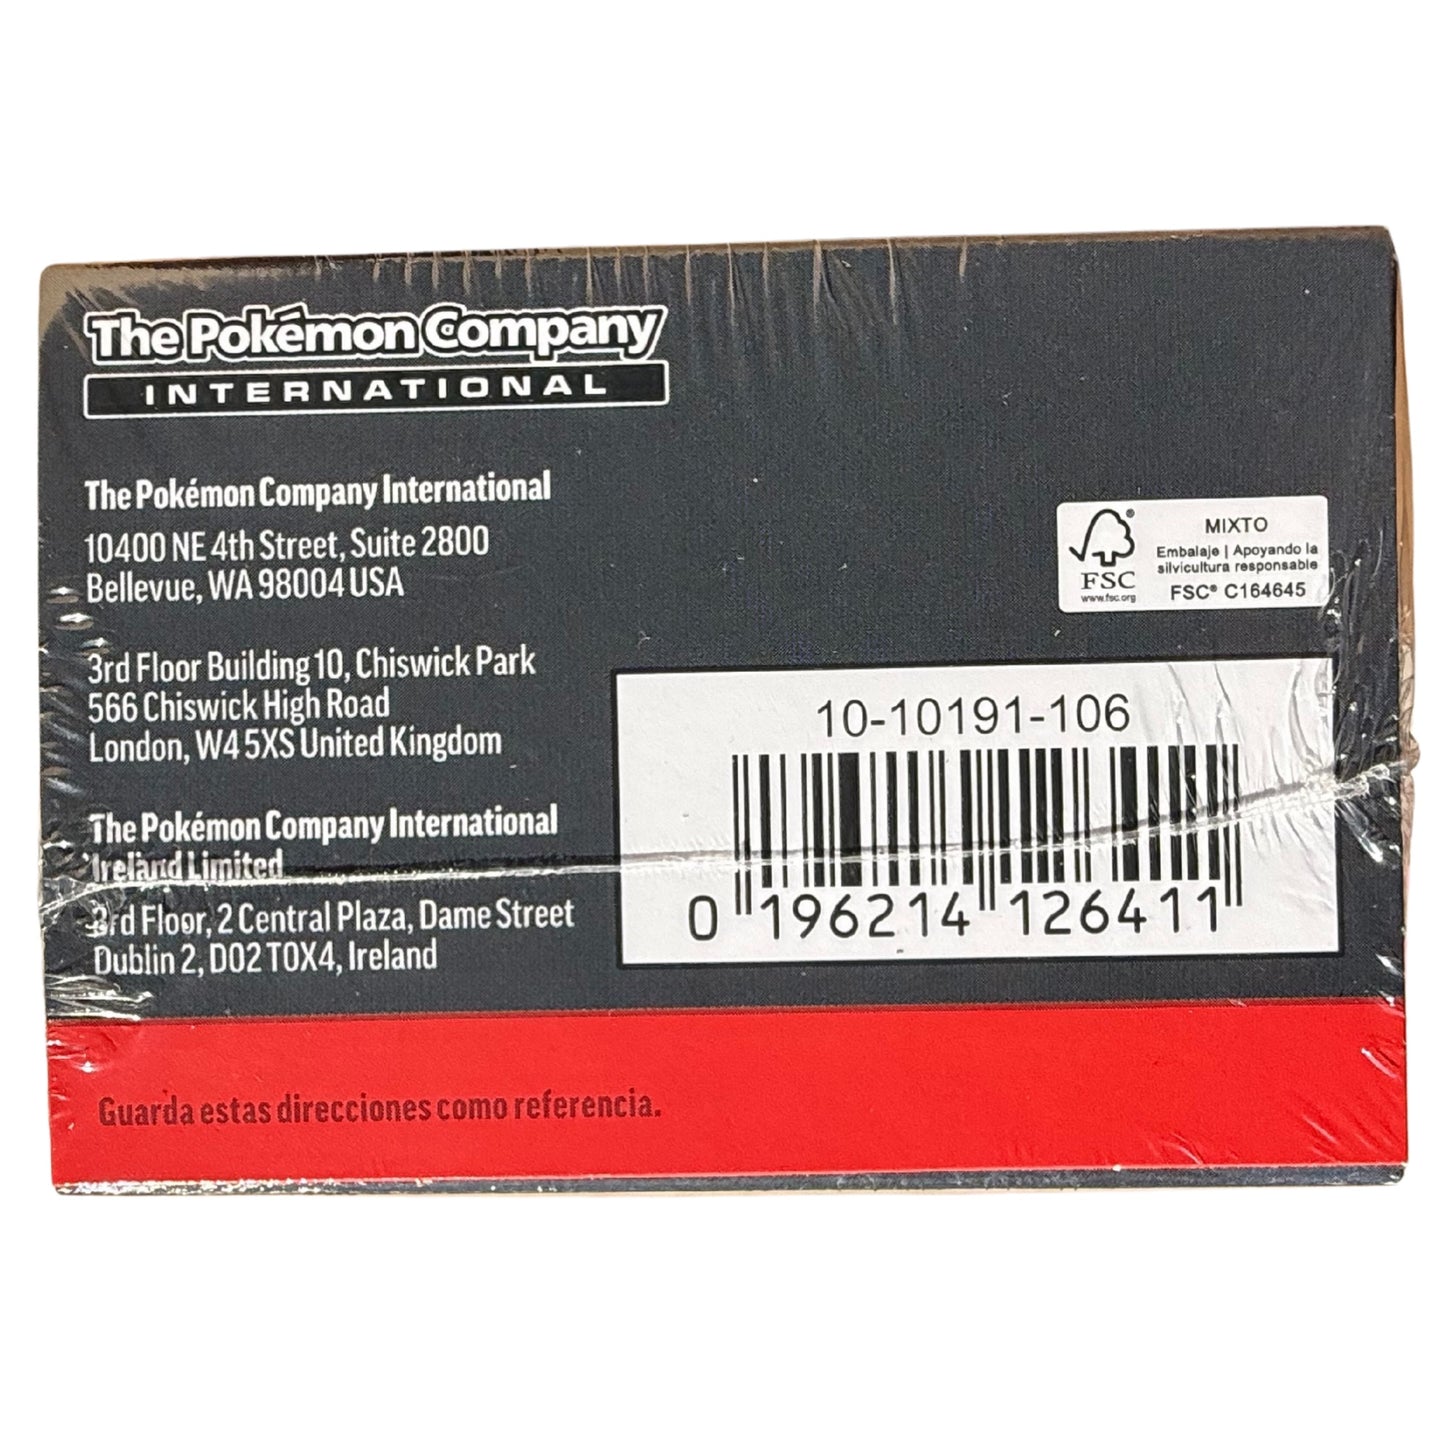 The Pokémon Company
INTERNATIONAL
The Pokémon Company International
10400 NE 4th Street, Suite 2800
Bellevue, WA 98004 USA
3rd Floor Building 10, Chiswick Park
566 Chiswick High Road
London, W4 5XS United Kingdom
The Pokémon Company International
Ireland Limited
3rd Floor, 2 Central Plaza, Dame Street
Dublin 2, D02 T0X4, Ireland
FSC
www.fsc.org
MIXTO
Embalaje | Apoyando la
silvicultura responsable
FSC® C164645
10-10191-106
0 196214 126411
Guarda estas direcciones como referencia.